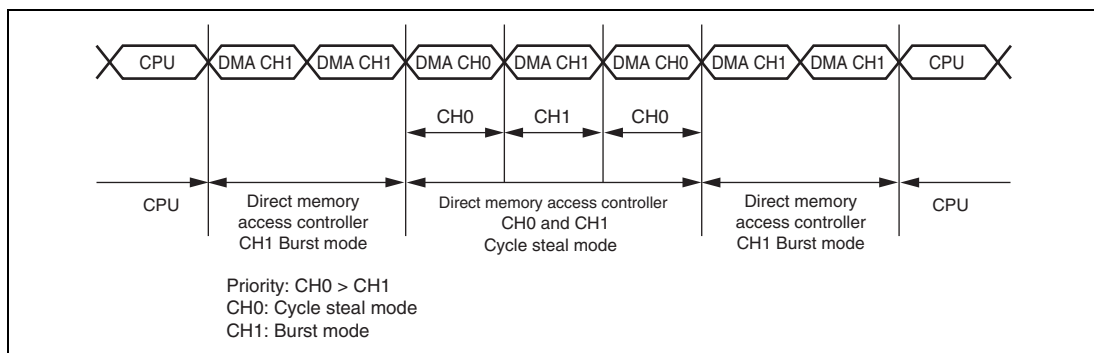 CPU DMA CH1 DMA CH1 DMA CH0 DMA CH1 DMA CH0 DMA CH1 DMA CH1 CPU
CH0 CH1 CH0
CPU
Direct memory
access controller
CH1 Burst mode
Direct memory access controller
CH0 and CH1
Cycle steal mode
Direct memory
access controller
CH1 Burst mode
CPU
Priority: CH0 > CH1
CH0: Cycle steal mode
CH1: Burst mode